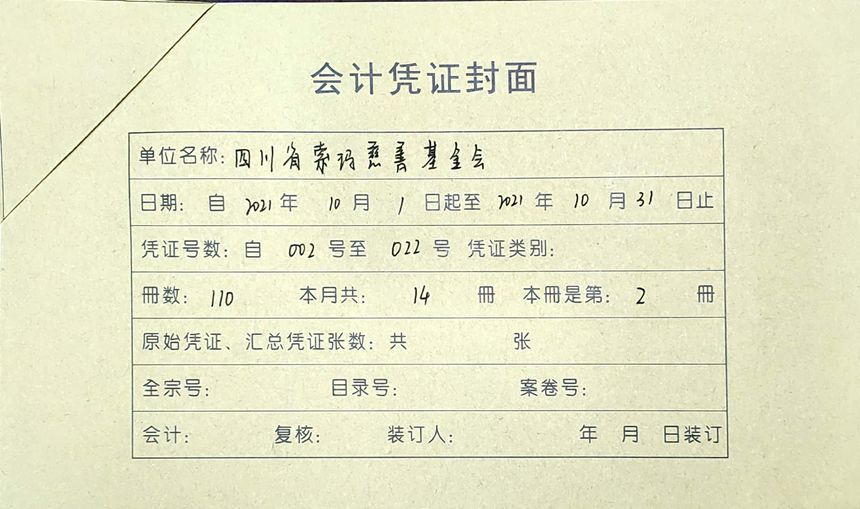 会计凭证封面
单位名称:四川省索玛慈善基金会
日期: 自 2021 年 10 月 1 日起至 2021 年 10 月 31 日止
凭证号数: 自 002 号至 022 号 凭证类别:
冊数: 110 本月共: 14 冊 本冊是第: 2 冊
原始凭证、汇总凭证张数: 共 张
全宗号: 目录号: 案卷号:
会计: 复核: 装订人: 年 月 日装订